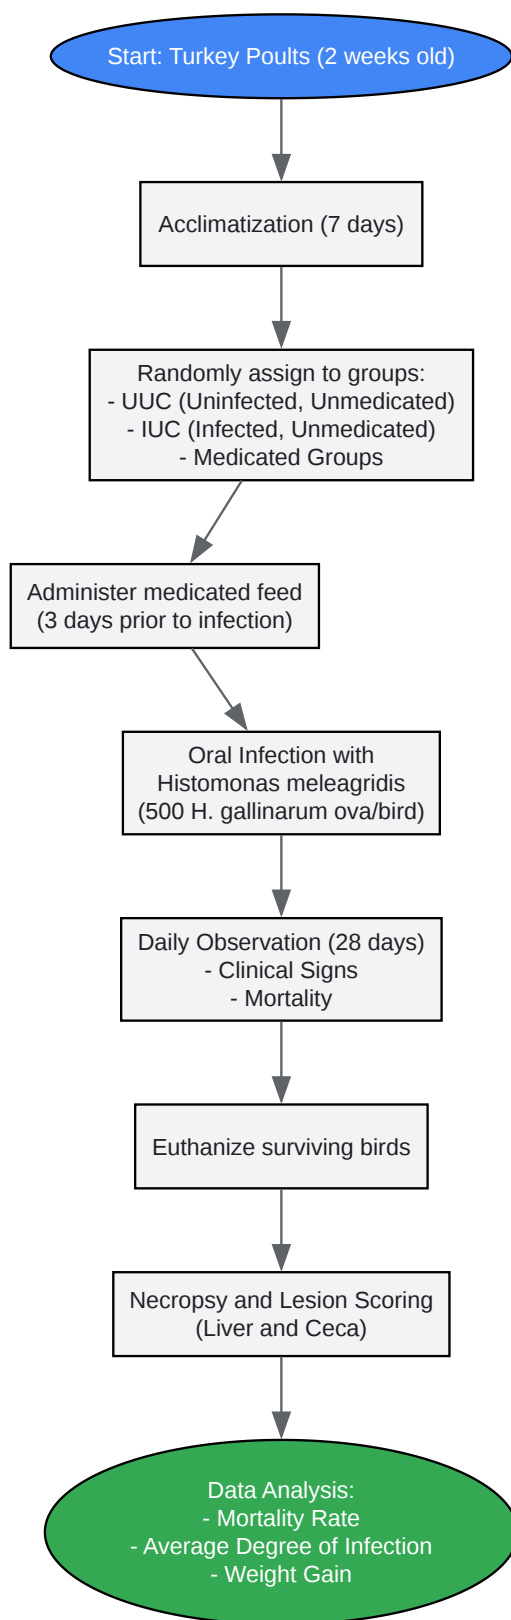 Start: Turkey Poults (2 weeks old)
Acclimatization (7 days)
Randomly assign to groups:
- UUC (Uninfected, Unmedicated)
- IUC (Infected, Unmedicated)
- Medicated Groups
Administer medicated feed
(3 days prior to infection)
Oral Infection with
Histomonas meleagridis
(500 H. gallinarum ova/bird)
Daily Observation (28 days)
- Clinical Signs
- Mortality
Euthanize surviving birds
Necropsy and Lesion Scoring
(Liver and Ceca)
Data Analysis:
- Mortality Rate
- Average Degree of Infection
- Weight Gain